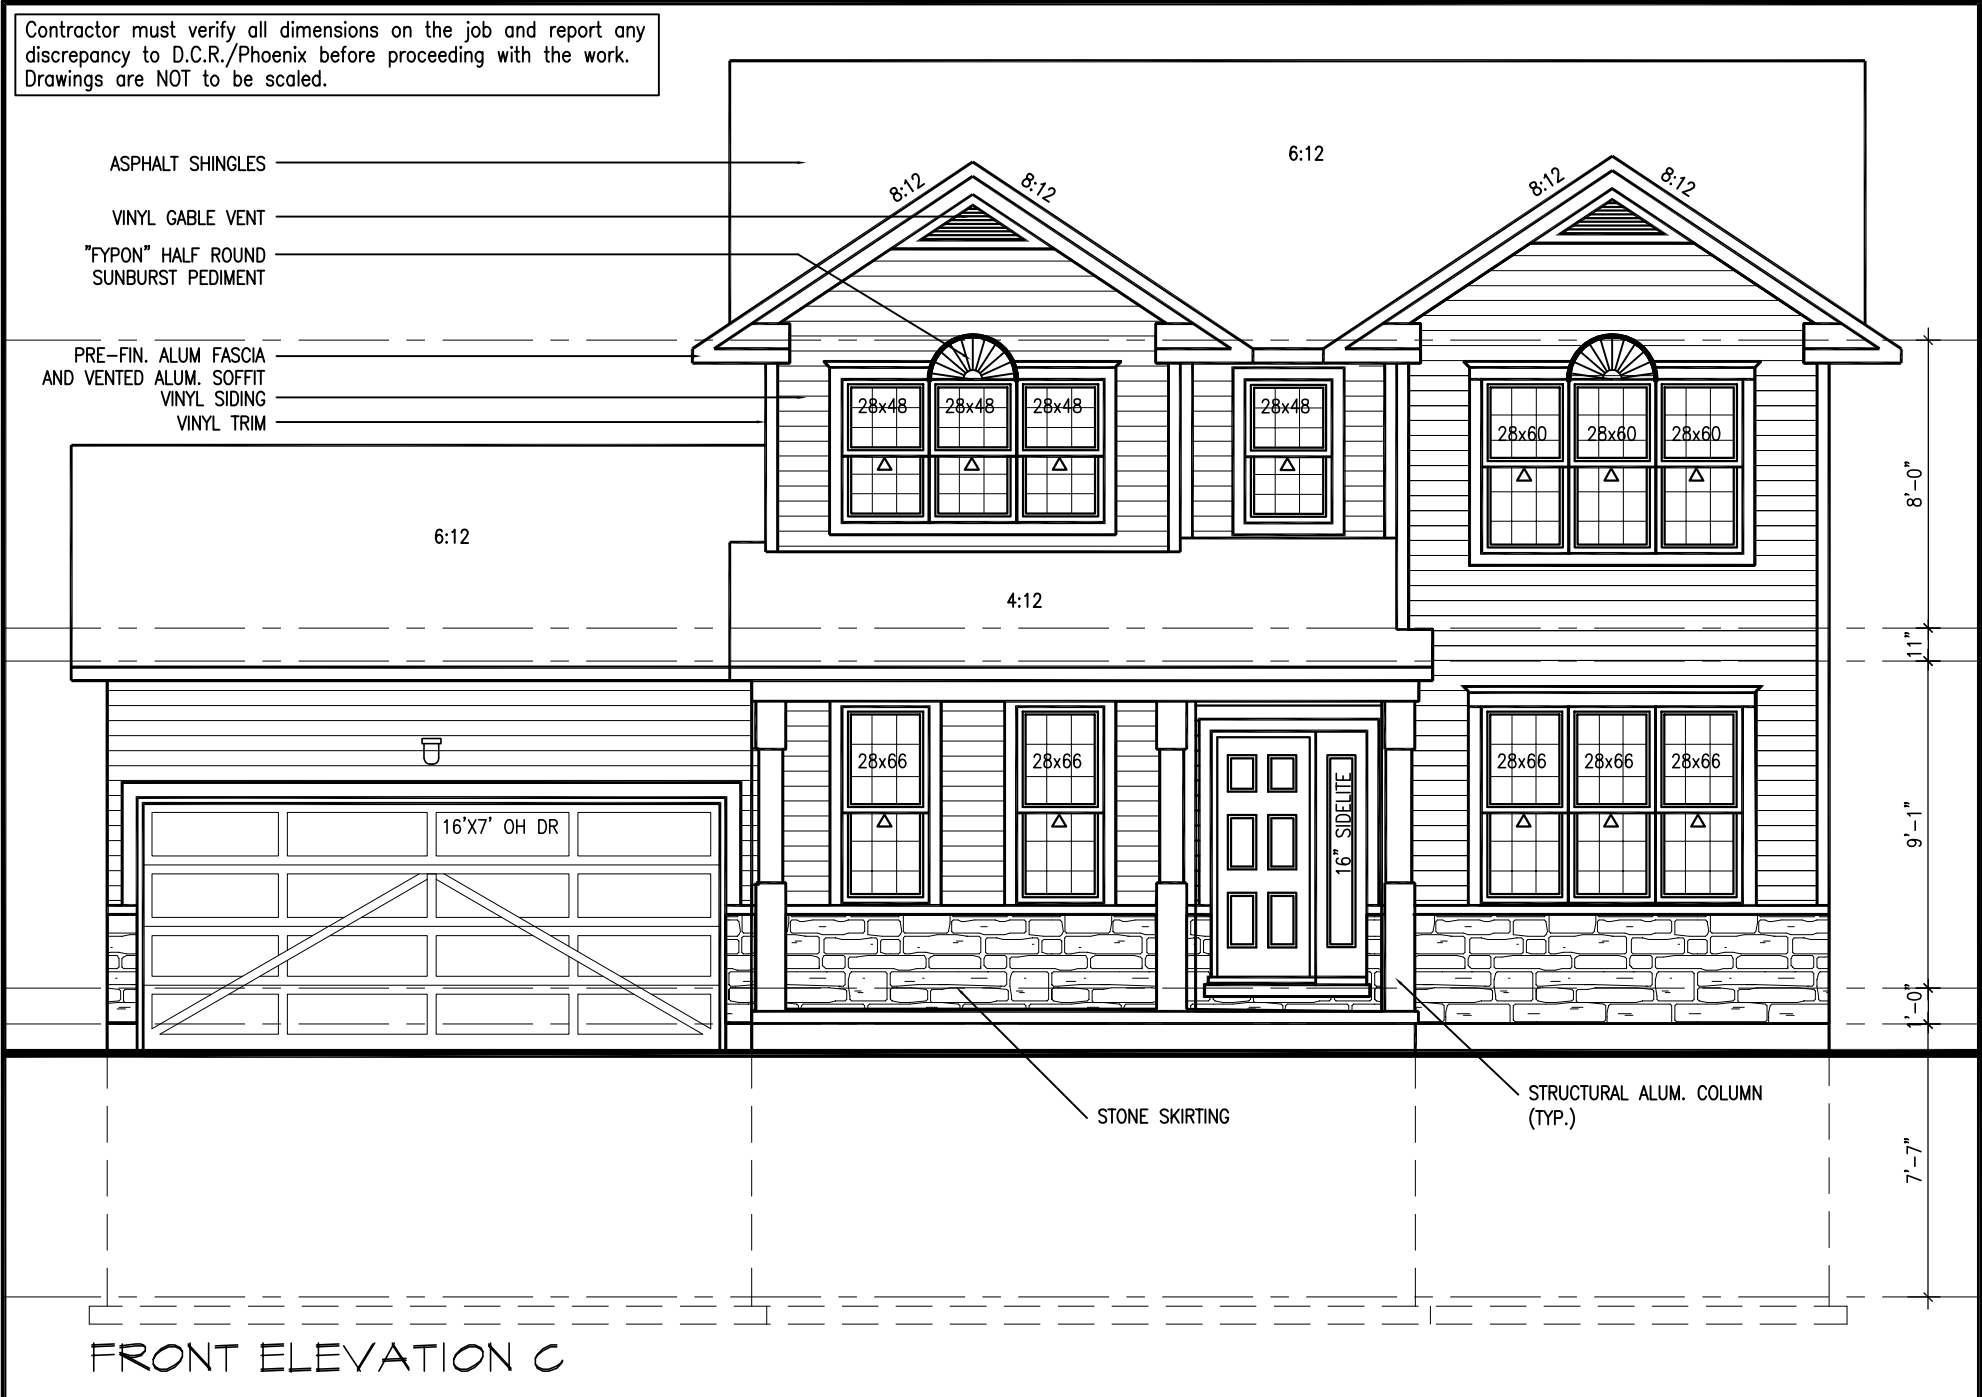 Contractor must verify all dimensions on the job and report any
discrepancy to D.C.R./Phoenix before proceeding with the work.
Drawings are NOT to be scaled.
ASPHALT SHINGLES
6:12
8:12
8:12
8:12
8:12
VINYL GABLE VENT
"FYPON" HALF ROUND
SUNBURST PEDIMENT
PRE-FIN. ALUM FASCIA
AND VENTED ALUM. SOFFIT
VINYL SIDING
VINYL TRIM
28x48
28x48
28x48
28x48
28x60
28x60
28x60
8'-0"
6:12
4:12
11"
28x66
28x66
28x66
28x66
28x66
16" SIDELITE
16'X7' OH DR
9'-1"
1'-0"
STRUCTURAL ALUM. COLUMN
(TYP.)
STONE SKIRTING
7'-7"
FRONT ELEVATION C